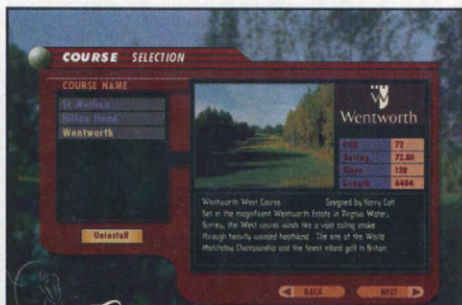 COURSE SELECTION
COURSE NAME
St Mellion
Hilton Head
Wentworth
Uninstall
Wentworth
PAR 72
Rating 72.80
Slope 128
Length 6404
Wentworth West Course Designed by Harry Colt
Set in the magnificent Wentworth Estate in Virginia Water,
Surrey, the West course winds like a vast coiling snake
through heavily wooded heathland. The site of the World
Matchplay Championship and the finest inland golf in Britain.
BACK NEXT